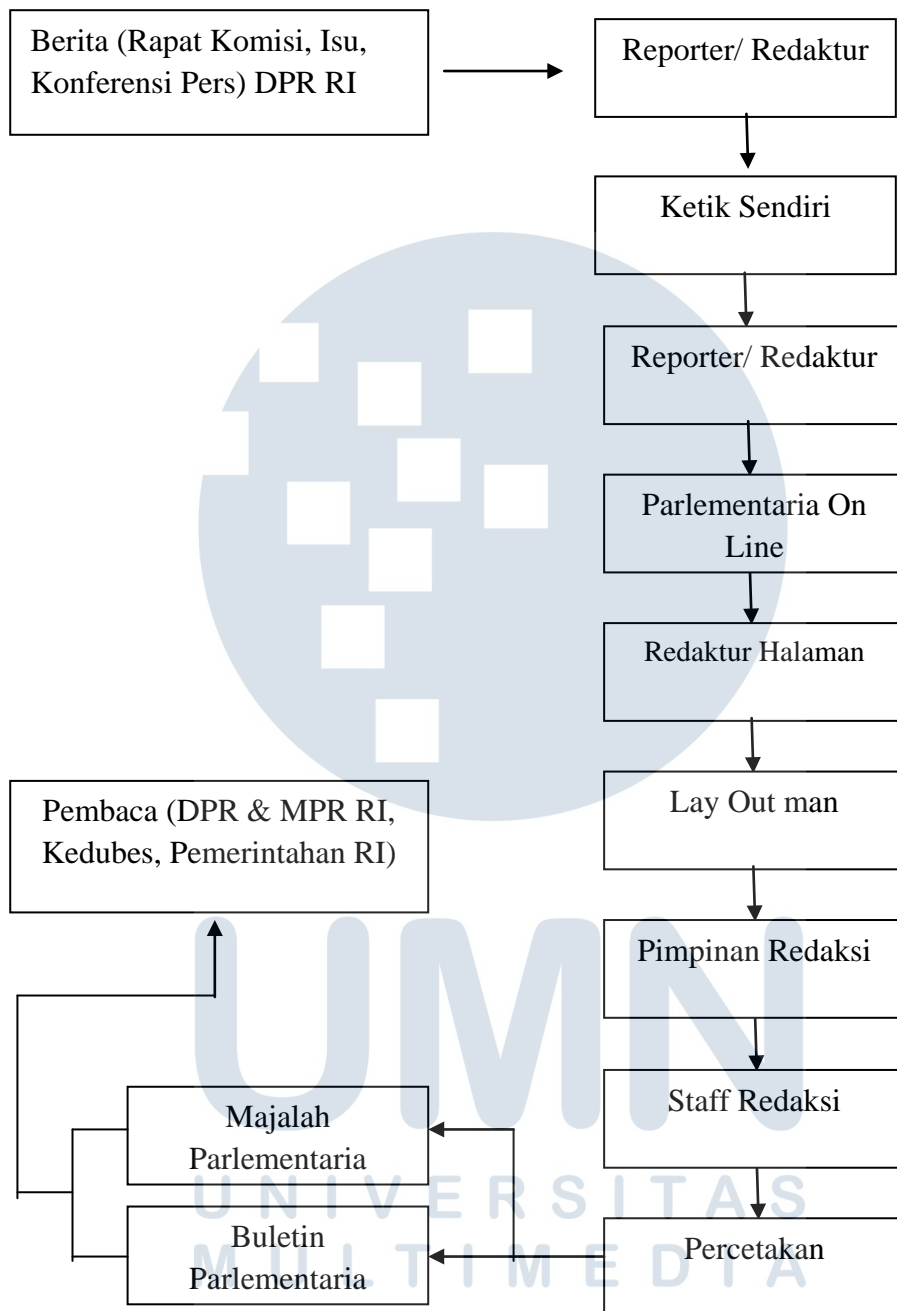 Berita (Rapat Komisi, Isu,
Konferensi Pers) DPR RI
Reporter/ Redaktur
Ketik Sendiri
Reporter/ Redaktur
Parlementaria On
Line
Redaktur Halaman
Lay Out man
Pimpinan Redaksi
Staff Redaksi
Percetakan
Majalah
Parlementaria
Buletin
Parlementaria
Pembaca (DPR & MPR RI,
Kedubes, Pemerintahan RI)
UMN
UNIVERSITAS
MULTIMEDIA